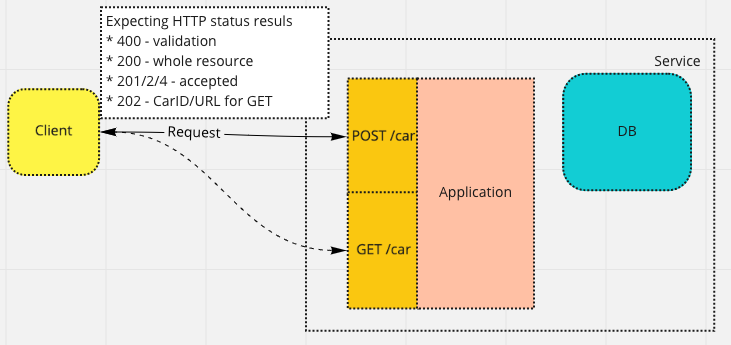 Expecting HTTP status resuls
* 400 - validation
* 200 - whole resource
* 201/2/4 - accepted
* 202 - CarID/URL for GET
Service
Client
Request
POST /car
DB
Application
GET /car